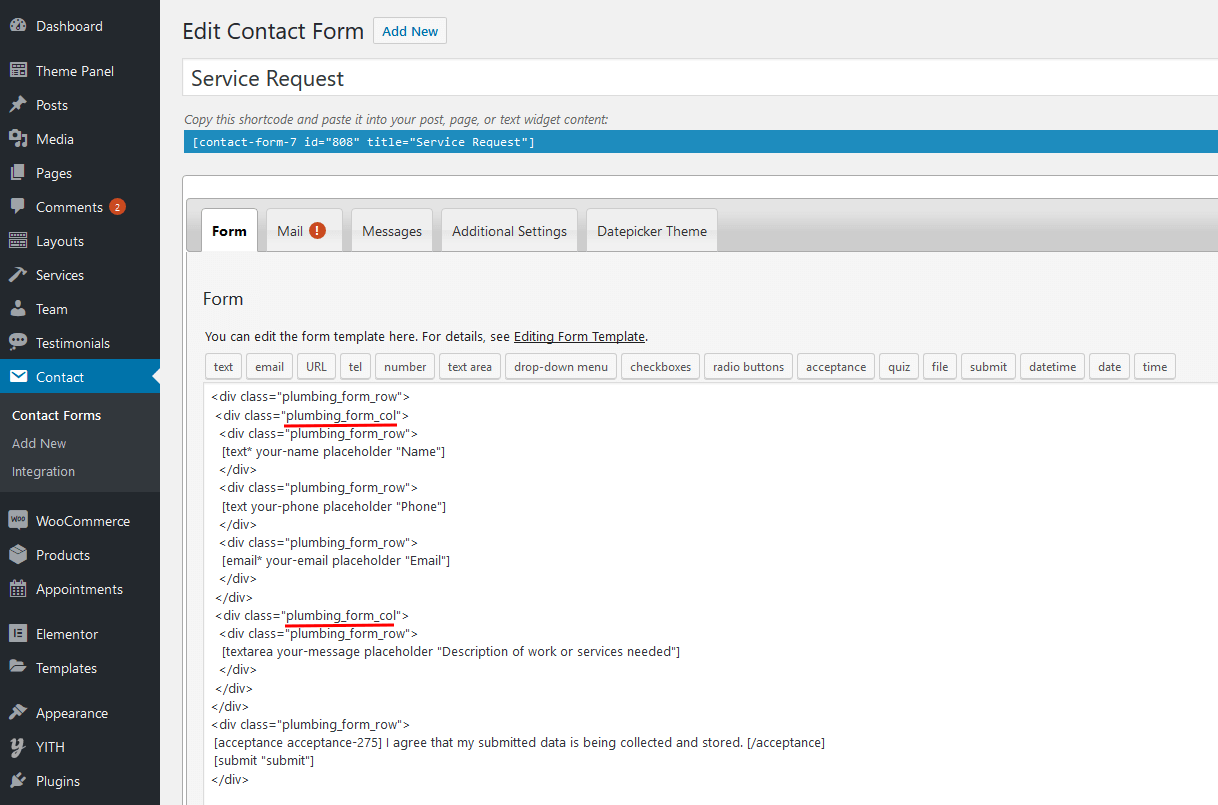 Dashboard
Theme Panel
Posts
Media
Pages
Comments 2
Layouts
Services
Team
Testimonials
Contact
Contact Forms
Add New
Integration
WOO WooCommerce
Products
Appointments
Elementor
Templates
Appearance
YITH
Plugins
Edit Contact Form Add New
Service Request
Copy this shortcode and paste it into your post, page, or text widget content:
[contact-form-7 id="808" title="Service Request"]
Form Mail ! Messages Additional Settings Datepicker Theme
Form
You can edit the form template here. For details, see Editing Form Template.
text email URL tel number text area drop-down menu checkboxes radio buttons acceptance quiz file submit datetime date time
<div class="plumbing_form_row">
<div class="plumbing_form_col">
<div class="plumbing_form_row">
[text* your-name placeholder "Name"]
</div>
<div class="plumbing_form_row">
[text your-phone placeholder "Phone"]
</div>
<div class="plumbing_form_row">
[email* your-email placeholder "Email"]
</div>
</div>
<div class="plumbing_form_col">
<div class="plumbing_form_row">
[textarea your-message placeholder "Description of work or services needed"]
</div>
</div>
</div>
<div class="plumbing_form_row">
[acceptance acceptance-275] I agree that my submitted data is being collected and stored. [/acceptance]
[submit "submit"]
</div>